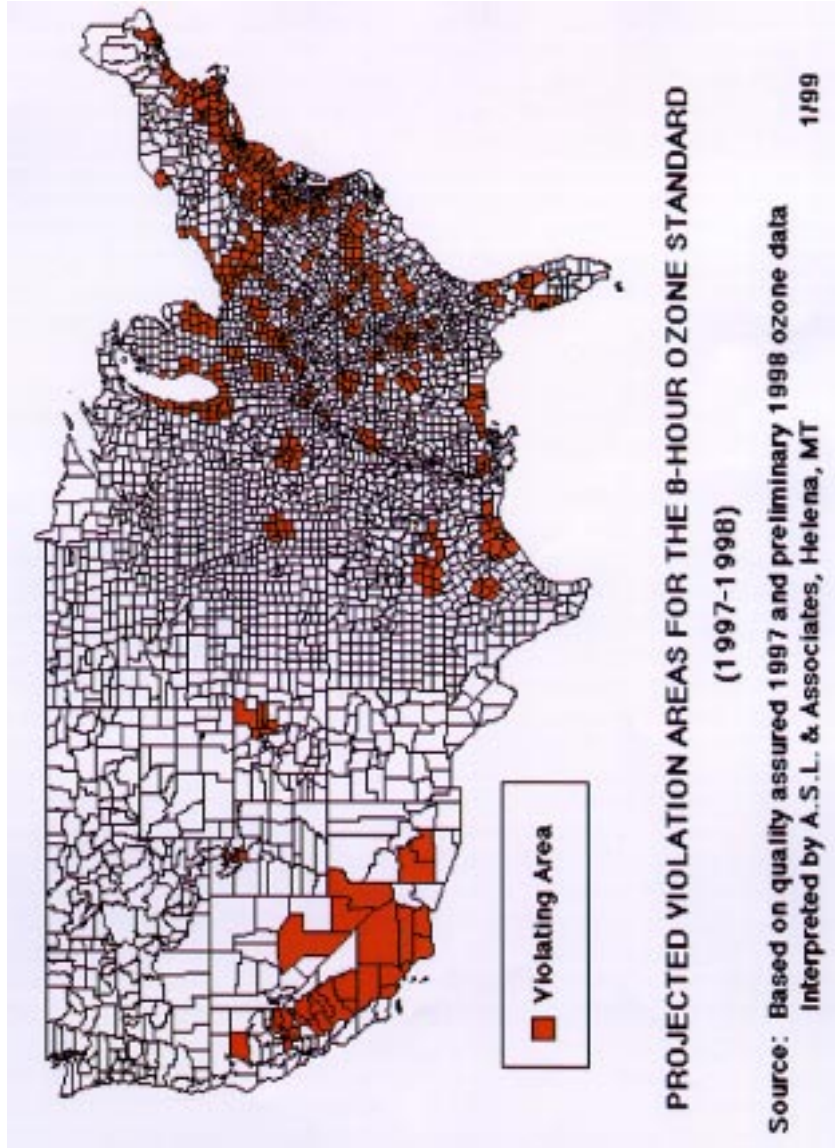 Violating Area
PROJECTED VIOLATION AREAS FOR THE 8-HOUR OZONE STANDARD
(1997-1998)
Source: Based on quality assured 1997 and preliminary 1998 ozone data
Interpreted by A.S.L. & Associates, Helena, MT
1/99